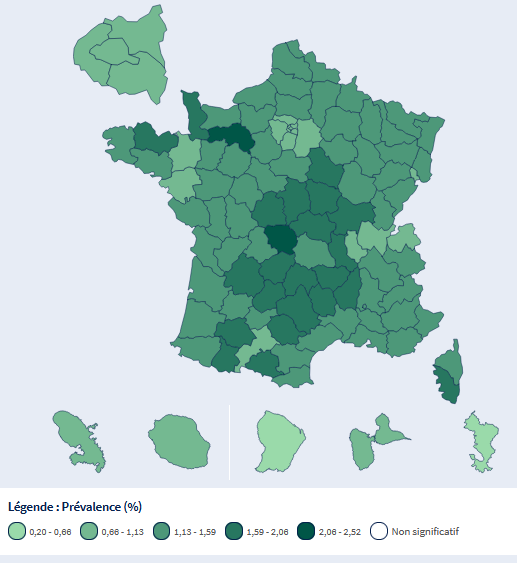 Légende : Prévalence (%)
0,20 - 0,66 0,66 - 1,13 1,13 - 1,59 1,59 - 2,06 2,06 - 2,52 Non significatif